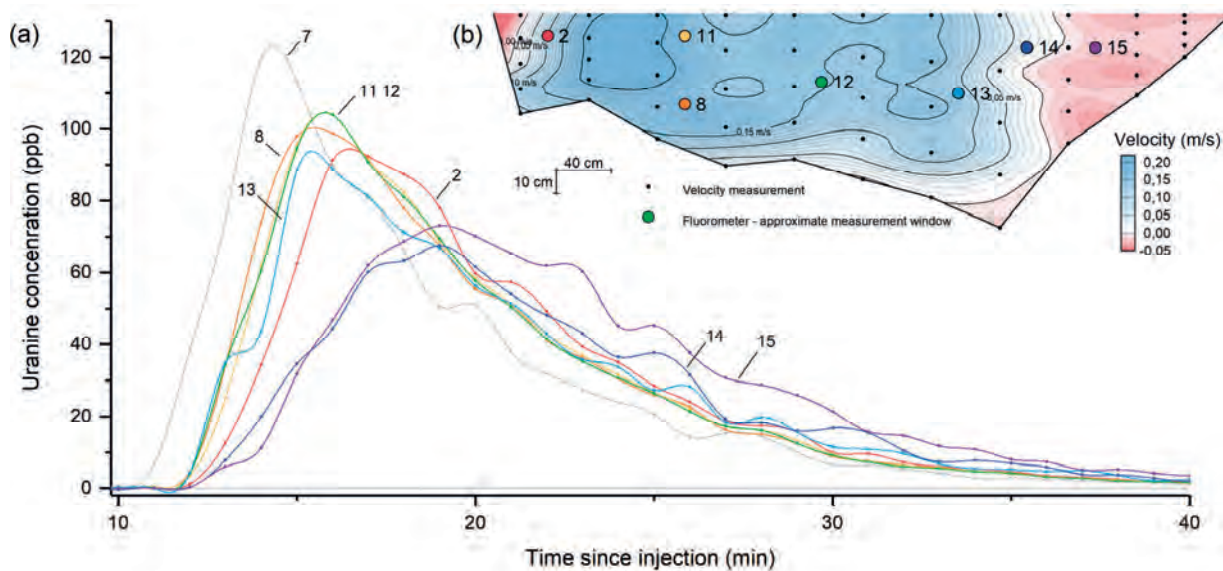 (a)
7
11 12
8
13
2
14
15
Uranine concenration (ppb)
120
100
80
60
40
20
0
10
20
30
40
Time since injection (min)
(b)
2
11
8
12
13
14
15
0,05 m/s
0,15 m/s
0,05 m/s
40 cm
10 cm
Velocity measurement
Fluorometer - approximate measurement window
Velocity (m/s)
0,20
0,15
0,10
0,05
0,00
-0,05